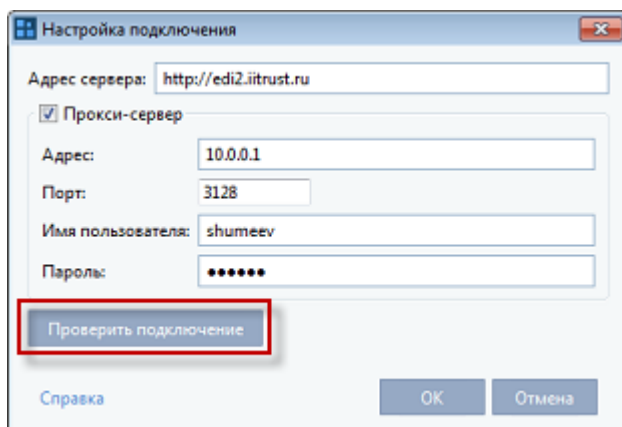 Настройка подключения
Адрес сервера: http://edi2.iitrust.ru
Прокси-сервер
Адрес: 10.0.0.1
Порт: 3128
Имя пользователя: shumeev
Пароль: ●●●●●●
Проверить подключение
Справка OK Отмена